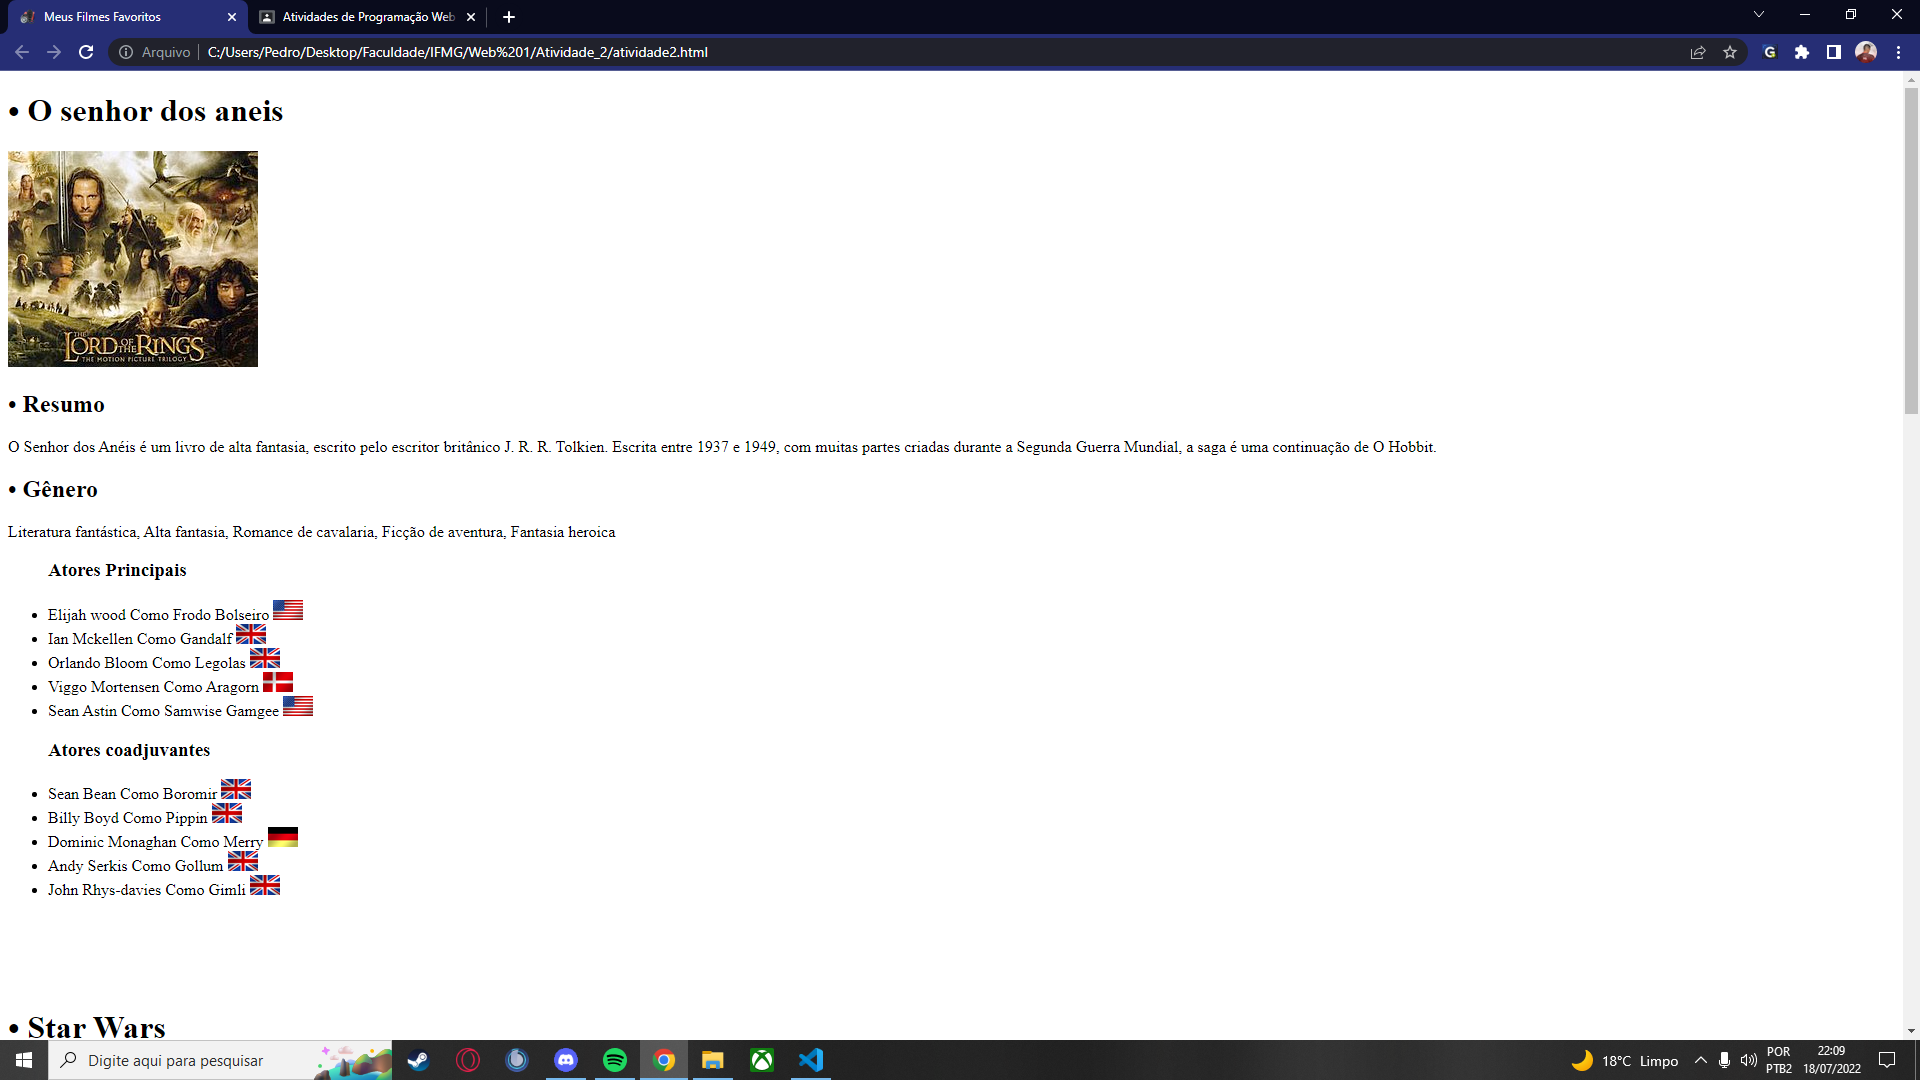 Meus Filmes Favoritos
Atividades de Programação Web
Arquivo
C:/Users/Pedro/Desktop/Faculdade/IFMG/Web%201/Atividade_2/atividade2.html
G
• O senhor dos aneis
THE LORD OF THE RINGS
THE MOTION PICTURE TRILOGY
• Resumo
O Senhor dos Anéis é um livro de alta fantasia, escrito pelo escritor britânico J. R. R. Tolkien. Escrita entre 1937 e 1949, com muitas partes criadas durante a Segunda Guerra Mundial, a saga é uma continuação de O Hobbit.
• Gênero
Literatura fantástica, Alta fantasia, Romance de cavalaria, Ficção de aventura, Fantasia heroica
Atores Principais
• Elijah wood Como Frodo Bolseiro
• Ian Mckellen Como Gandalf
• Orlando Bloom Como Legolas
• Viggo Mortensen Como Aragorn
• Sean Astin Como Samwise Gamgee
Atores coadjuvantes
• Sean Bean Como Boromir
• Billy Boyd Como Pippin
• Dominic Monaghan Como Merry
• Andy Serkis Como Gollum
• John Rhys-davies Como Gimli
• Star Wars
Digite aqui para pesquisar
18°C Limpo
POR
PTB2
22:09
18/07/2022